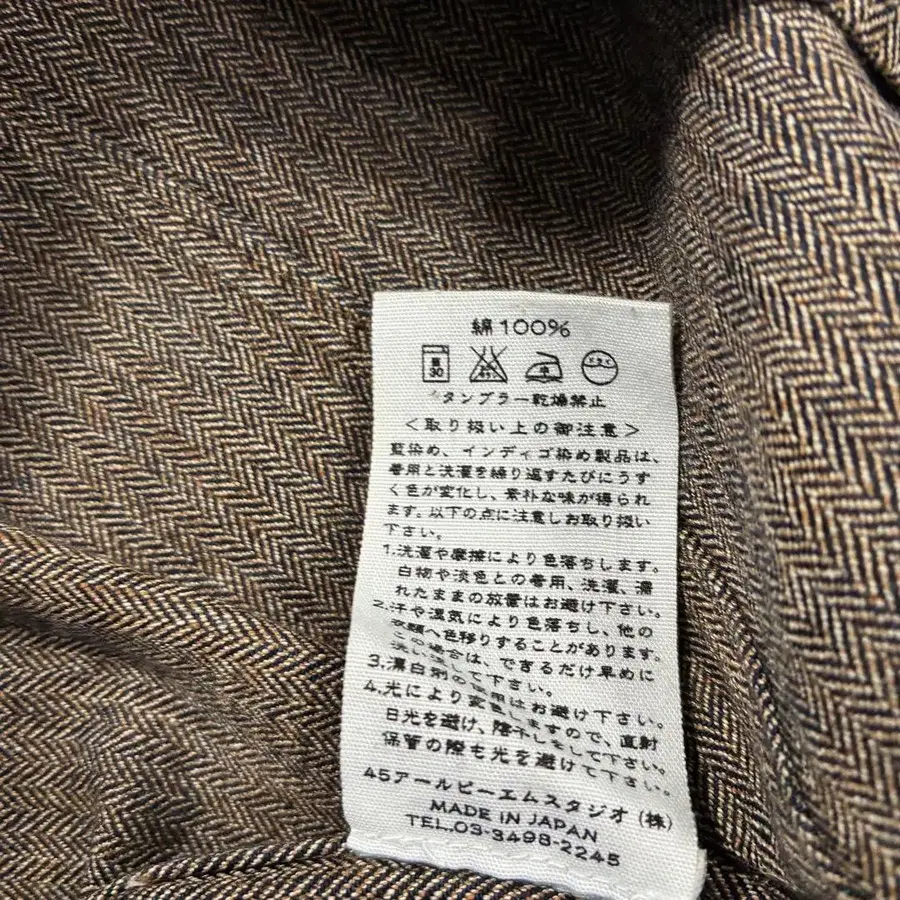 綿100%
弱 30
中
タンブラー乾燥禁止
<取り扱い上の御注意>
藍染め、インディゴ染め製品は、
着用と洗濯を繰り返すたびにうす
く色が変化し、素朴な味が得られ
ます。以下の点に注意しお取り扱い
下さい。
1.洗濯や摩擦により色落ちします。
白物や淡色との着用、洗濯、濡
れたままの放置はお避け下さい。
2.汗や湿気により色落ちし、他の
衣類へ色移りすることがあります。
この場合は、できるだけ早めに
洗い流して下さい。
3.漂白剤の使用はお避け下さい。
4.光により変色しますので、直射
日光を避け、陰干しをして下さい。
保管の際も光を避けて下さい。
45アールピーエムスタジオ(株)
MADE IN JAPAN
TEL.03-3498-2245